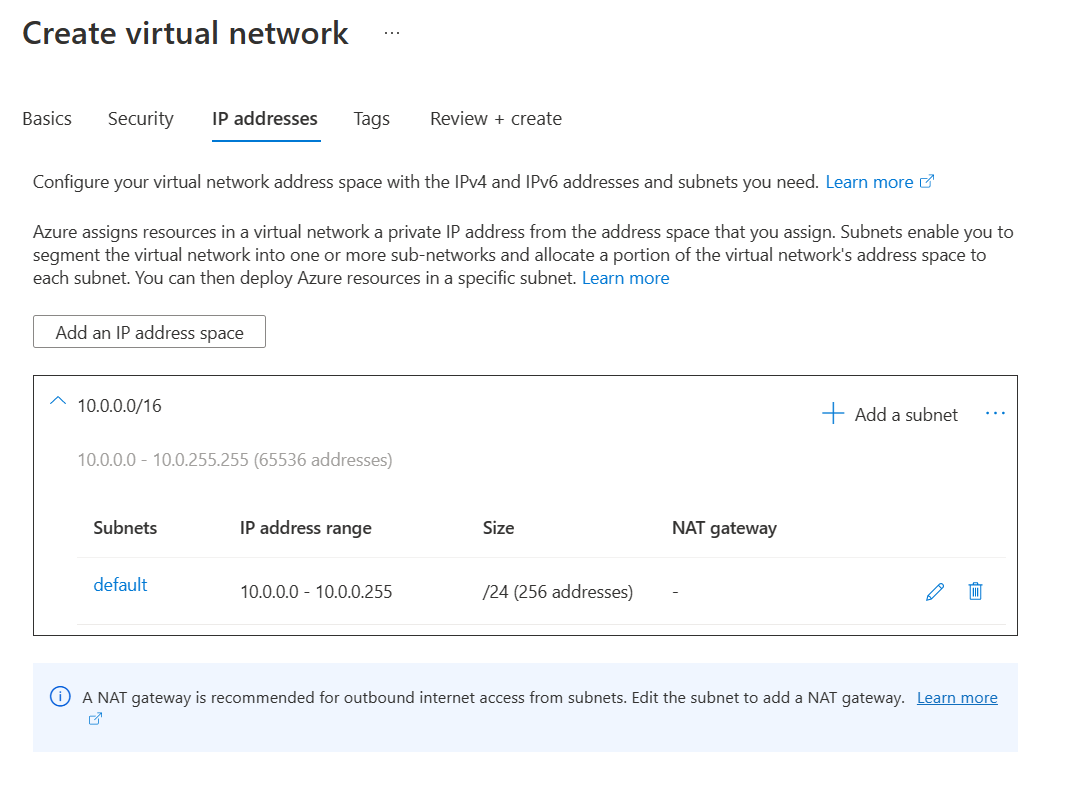 Create virtual network ...
Basics Security IP addresses Tags Review + create
Configure your virtual network address space with the IPv4 and IPv6 addresses and subnets you need. Learn more
Azure assigns resources in a virtual network a private IP address from the address space that you assign. Subnets enable you to
segment the virtual network into one or more sub-networks and allocate a portion of the virtual network's address space to
each subnet. You can then deploy Azure resources in a specific subnet. Learn more
Add an IP address space
10.0.0.0/16
Add a subnet ...
10.0.0.0 - 10.0.255.255 (65536 addresses)
Subnets IP address range Size NAT gateway
default 10.0.0.0 - 10.0.0.255 /24 (256 addresses) -
A NAT gateway is recommended for outbound internet access from subnets. Edit the subnet to add a NAT gateway. Learn more